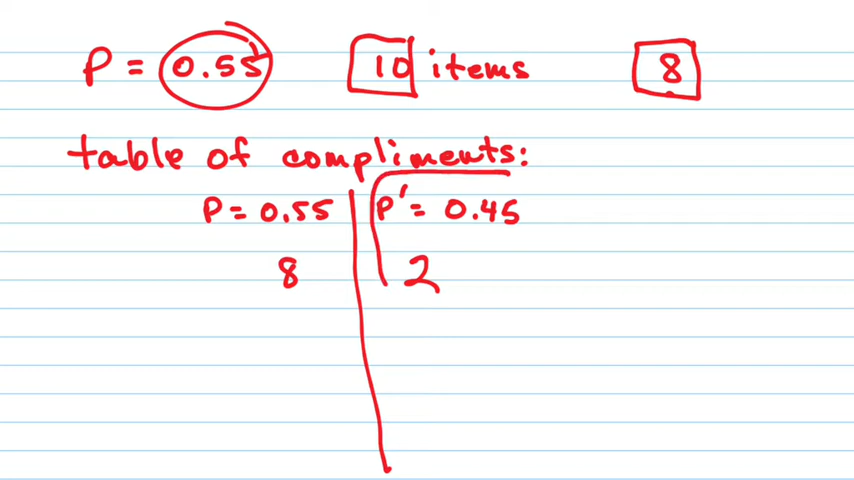 P = 0.55 10 items 8
table of compliments:
P = 0.55 P' = 0.45
8 2